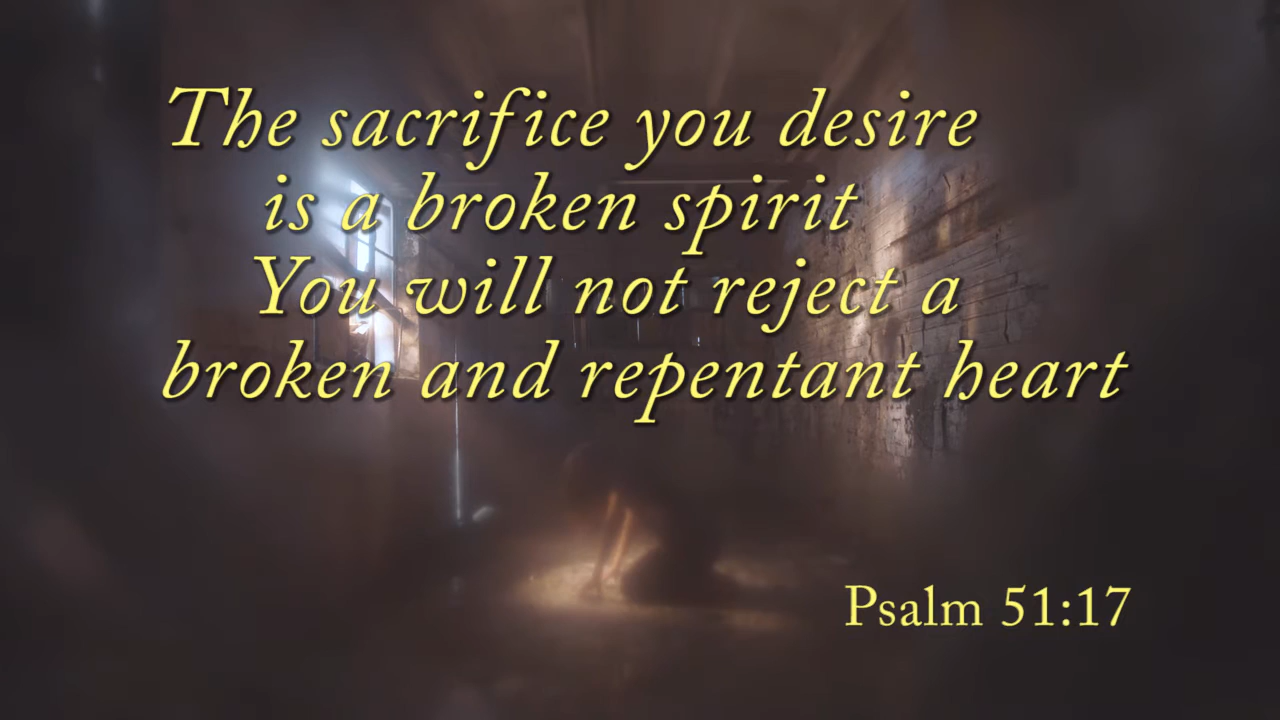 The sacrifice you desire
is a broken spirit
You will not reject a
broken and repentant heart
Psalm 51:17